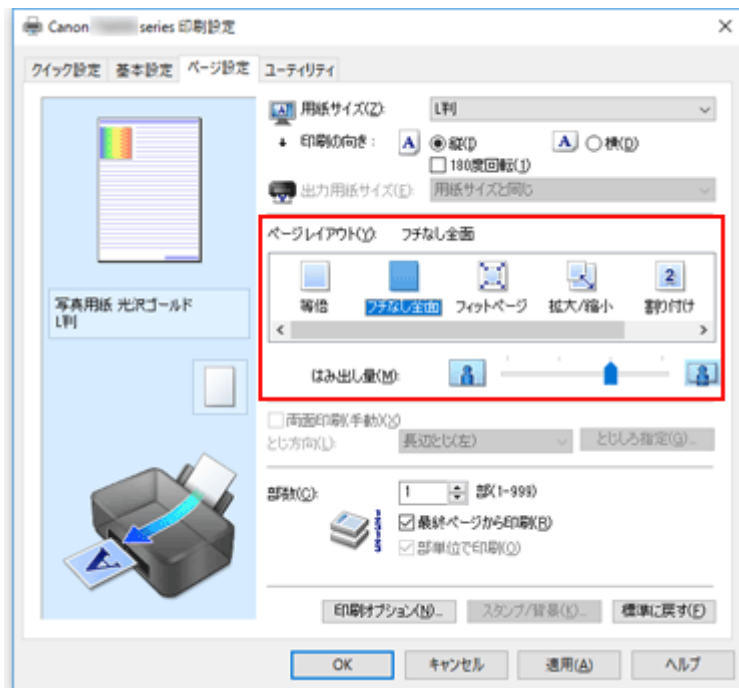 Canon series 印刷設定
クイック設定 基本設定 ページ設定 ユーティリティ
用紙サイズ(Z): L判
印刷の向き: A 縦(I) A 横(D)
180度回転(1)
出力用紙サイズ(E): 用紙サイズと同じ
ページレイアウト(Y): フチなし全面
等倍 フチなし全面 フィットページ 拡大/縮小 割り付け
写真用紙 光沢ゴールド
L判
はみ出し量(M):
両面印刷(手動)(X)
とじ方向(L): 長辺とじ(左) とじしろ指定(G)...
部数(C): 1 部(1-999)
最終ページから印刷(R)
部単位で印刷(O)
印刷オプション(N)... スタンプ/背景(K)... 標準に戻す(F)
OK キャンセル 適用(A) ヘルプ